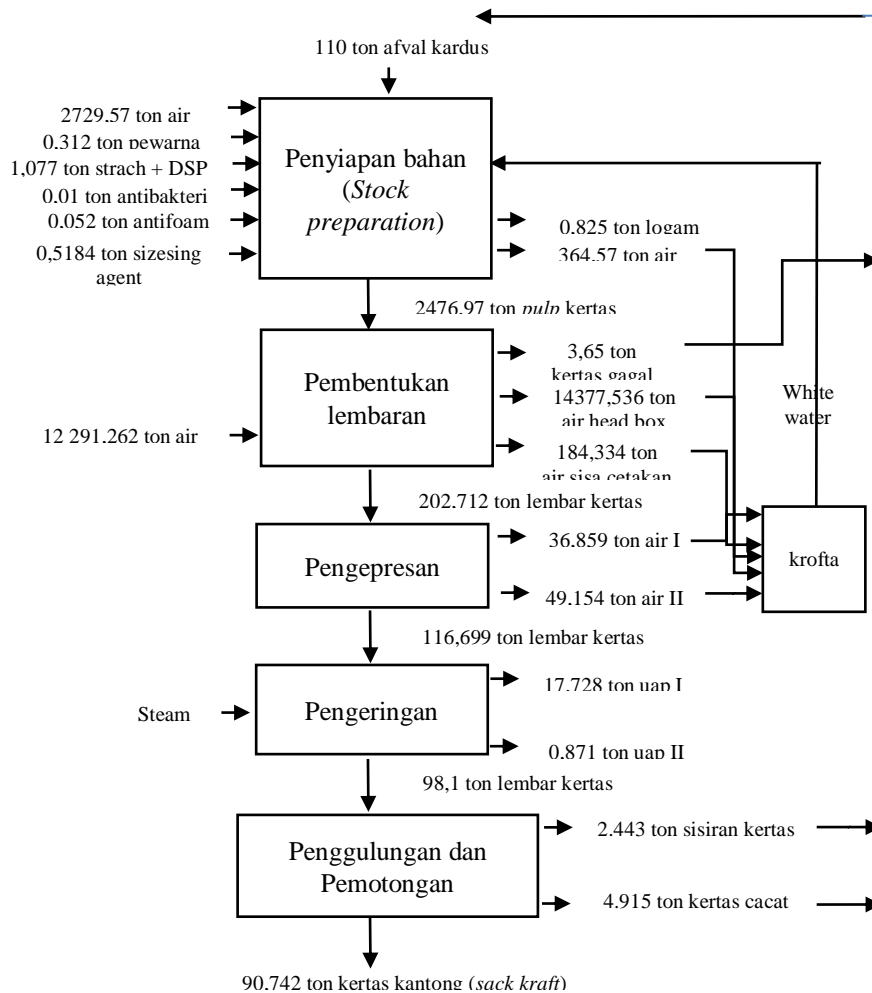 110 ton afval kardus
2729.57 ton air
0.312 ton pewarna
1,077 ton strach + DSP
0.01 ton antibakteri
0.052 ton antifoam
0,5184 ton sizesing
agent
Penyiapan bahan
(Stock
preparation)
0.825 ton logam
364.57 ton air
2476.97 ton pulp kertas
Pembentukan
lembaran
12 291.262 ton air
3,65 ton
kertas gagal
14377,536 ton
air head box
184,334 ton
air sisa cetakan
White
water
202.712 ton lembar kertas
Pengepresan
36.859 ton air I
49.154 ton air II
krofta
116,699 ton lembar kertas
Steam
Pengeringan
17.728 ton uap I
0.871 ton uap II
98,1 ton lembar kertas
Penggulungan dan
Pemotongan
2.443 ton sisiran kertas
4.915 ton kertas cacat
90,742 ton kertas kantong (sack kraft)